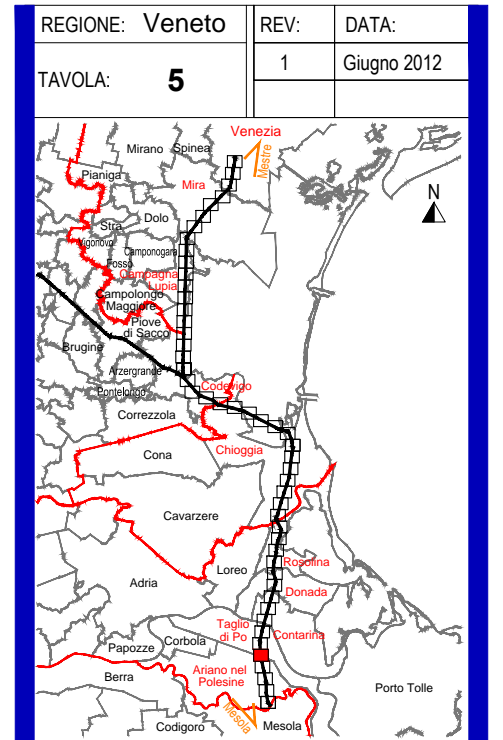 REGIONE: Veneto
REV:
DATA:
TAVOLA: 5
1
Giugno 2012
Venezia
Mestre
Mirano
Spinea
Pianiga
Mira
N
Dolo
Stra
Vigonovo
Camponogara
Fosso
Campagna
Lupia
Campolongo
Maggiore
Piove
di Sacco
Brugine
Arzergrande
Codevigo
Pontelongo
Correzzola
Chioggia
Cona
Cavarzere
Rosolina
Loreo
Adria
Donada
Taglio
di Po
Contarina
Corbola
Papozze
Ariano nel
Polesine
Berra
Porto Tolle
Mesola
Mesola
Codigoro